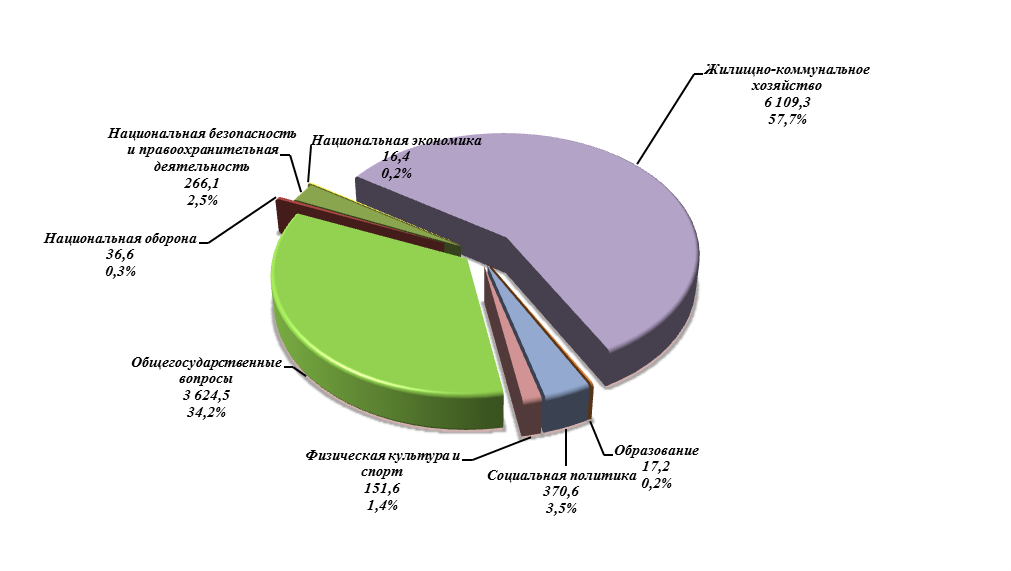 Жилищно-коммунальное
хозяйство
6 109,3
57,7%
Национальная безопасность
и правоохранительная
деятельность
266,1
2,5%
Национальная экономика
16,4
0,2%
Национальная оборона
36,6
0,3%
Общегосударственные
вопросы
3 624,5
34,2%
Физическая культура и
спорт
151,6
1,4%
Социальная политика
370,6
3,5%
Образование
17,2
0,2%